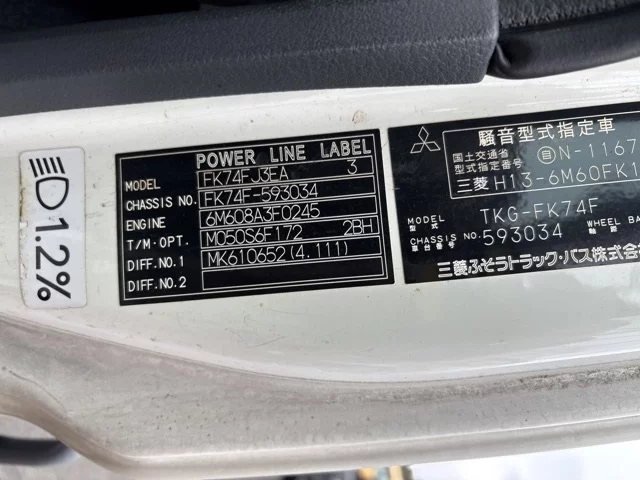 1.2%
POWER LINE LABEL
MODEL FK74FJ3EA 3
CHASSIS NO. FK74F-593034
ENGINE 6M608A3F0245
T/M.OPT. M050S6F172 2BH
DIFF.NO.1 MK610652(4.111)
DIFF.NO.2
騒音型式指定車
国土交通省
型式指定番号 自N-1167
三菱 H13-6M60FK1
MODEL 型式 TKG-FK74F
CHASSIS NO. 車台番号 593034 WHEEL BA
三菱ふそうトラック・バス株式会